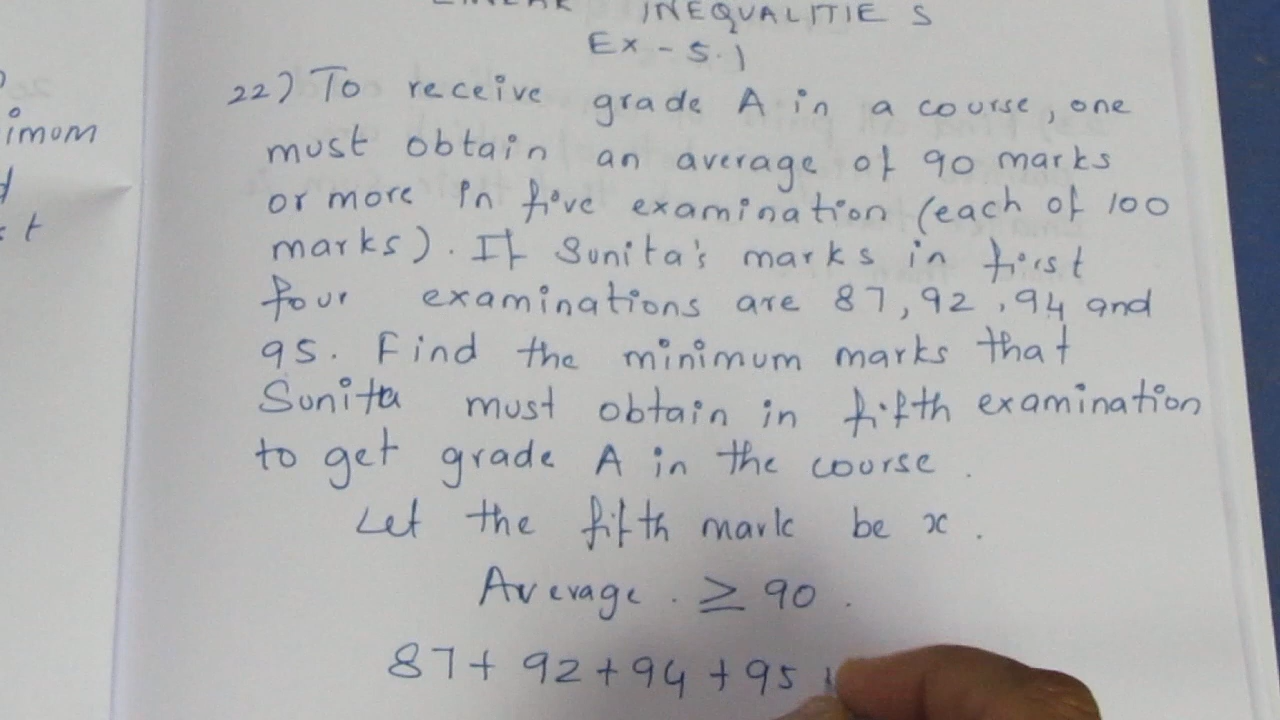 INEQUALITIES
Ex - 5.1
22) To receive grade A in a course, one
must obtain an average of 90 marks
or more in five examination (each of 100
marks). If Sunita's marks in first
four examinations are 87, 92, 94 and
95. Find the minimum marks that
Sunita must obtain in fifth examination
to get grade A in the course.
Let the fifth mark be x.
Average. ≥ 90.
87+ 92 +94 +95